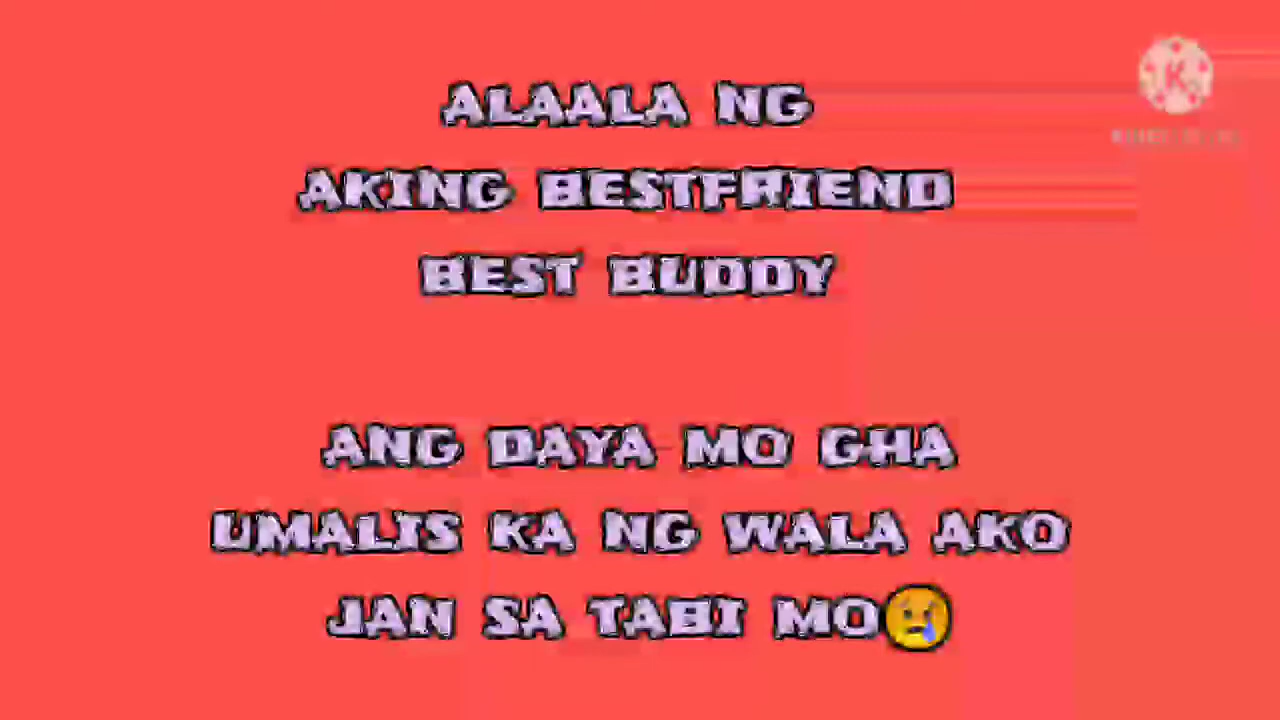 ALAALA NG
AKING BESTFRIEND
BEST BUDDY
ANG DAYA MO GHA
UMALIS KA NG WALA AKO
JAN SA TABI MO😢
K